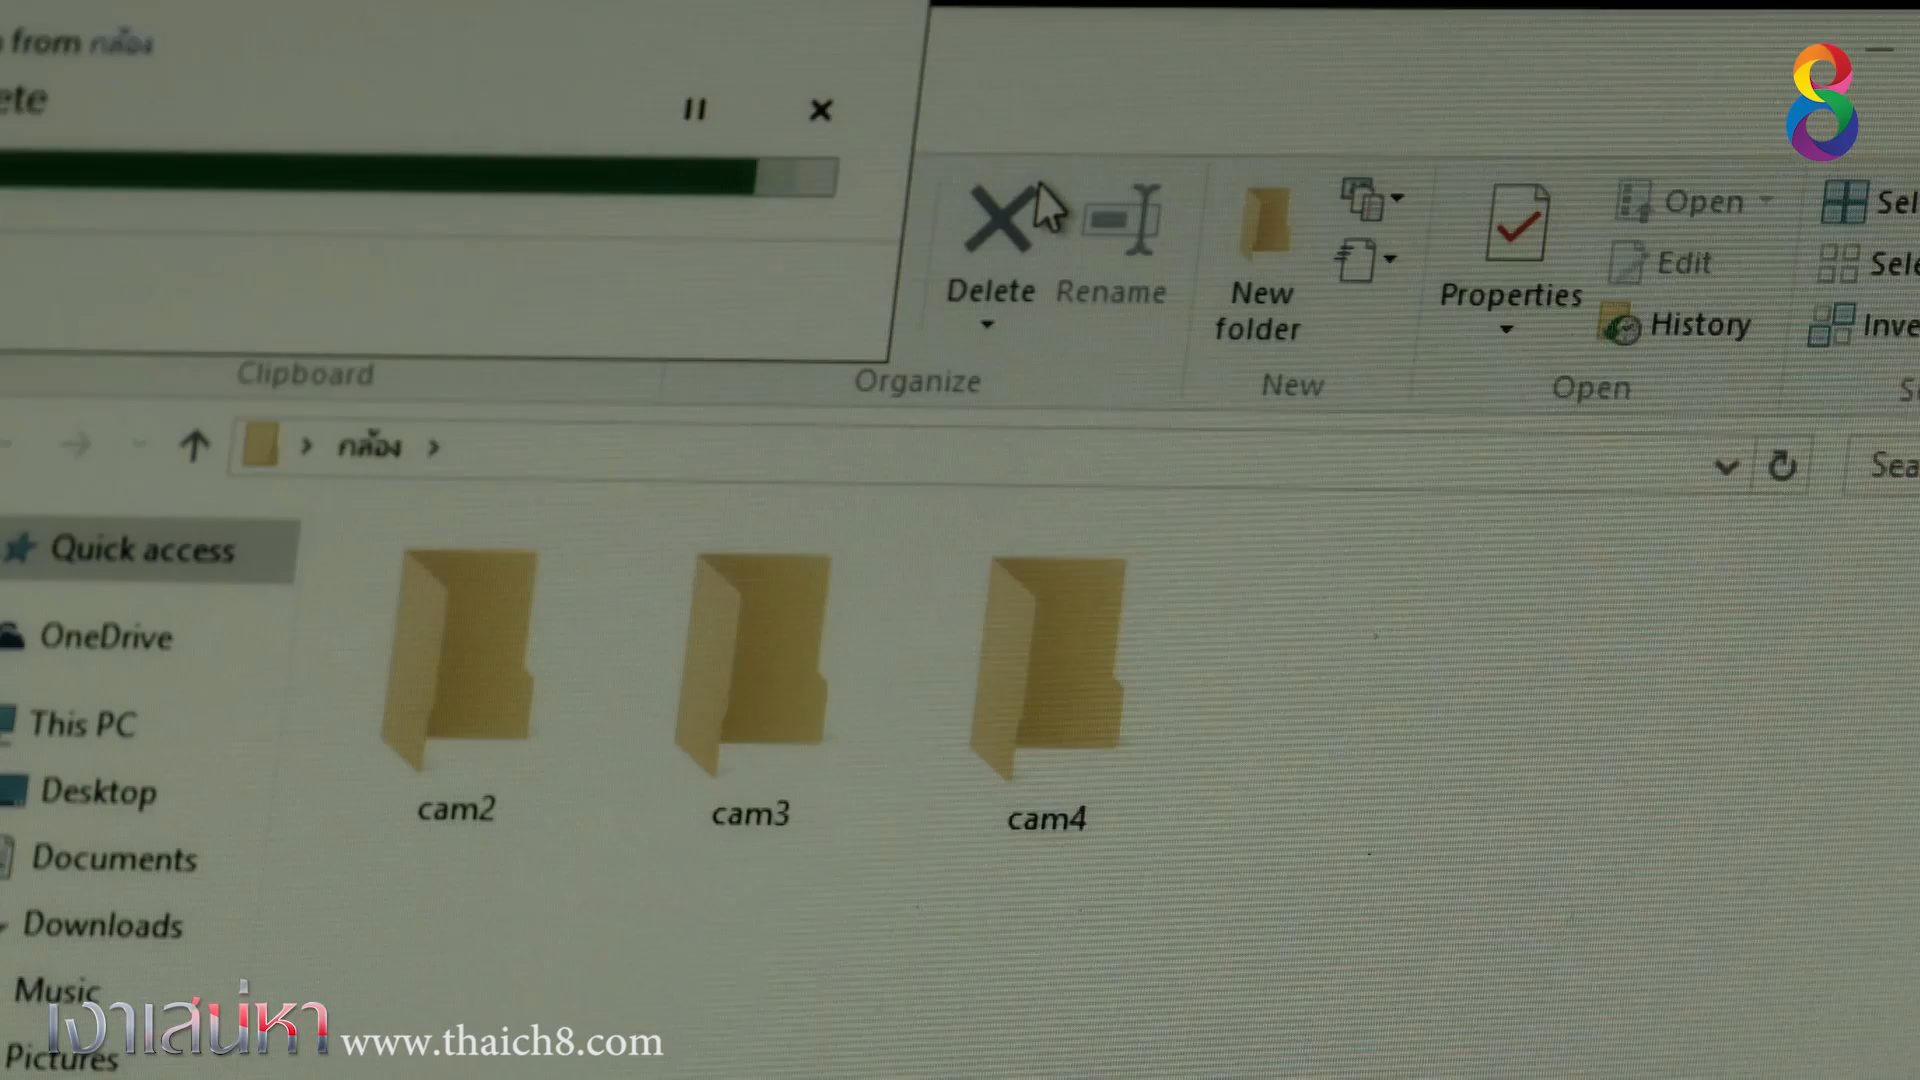 from กล้อง
ete
Delete
Rename
New
folder
Properties
Open
Edit
History
Clipboard
Organize
New
Open
กล้อง
Quick access
OneDrive
This PC
Desktop
Documents
Downloads
Music
Pictures
cam2
cam3
cam4
เงาเสน่หา
www.thaich8.com
8